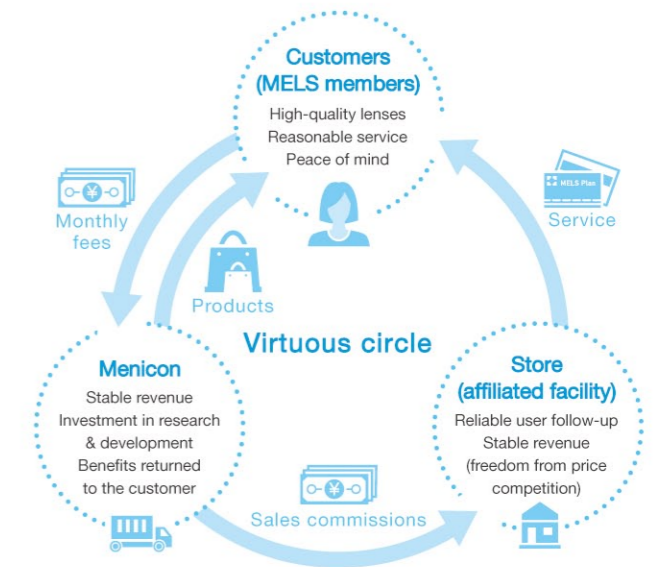 Customers
(MELS members)
High-quality lenses
Reasonable service
Peace of mind
¥
Monthly
fees
Products
MELS Plan
Service
Virtuous circle
Menicon
Stable revenue
Investment in research
& development
Benefits returned
to the customer
Store
(affiliated facility)
Reliable user follow-up
Stable revenue
(freedom from price
competition)
¥
Sales commissions